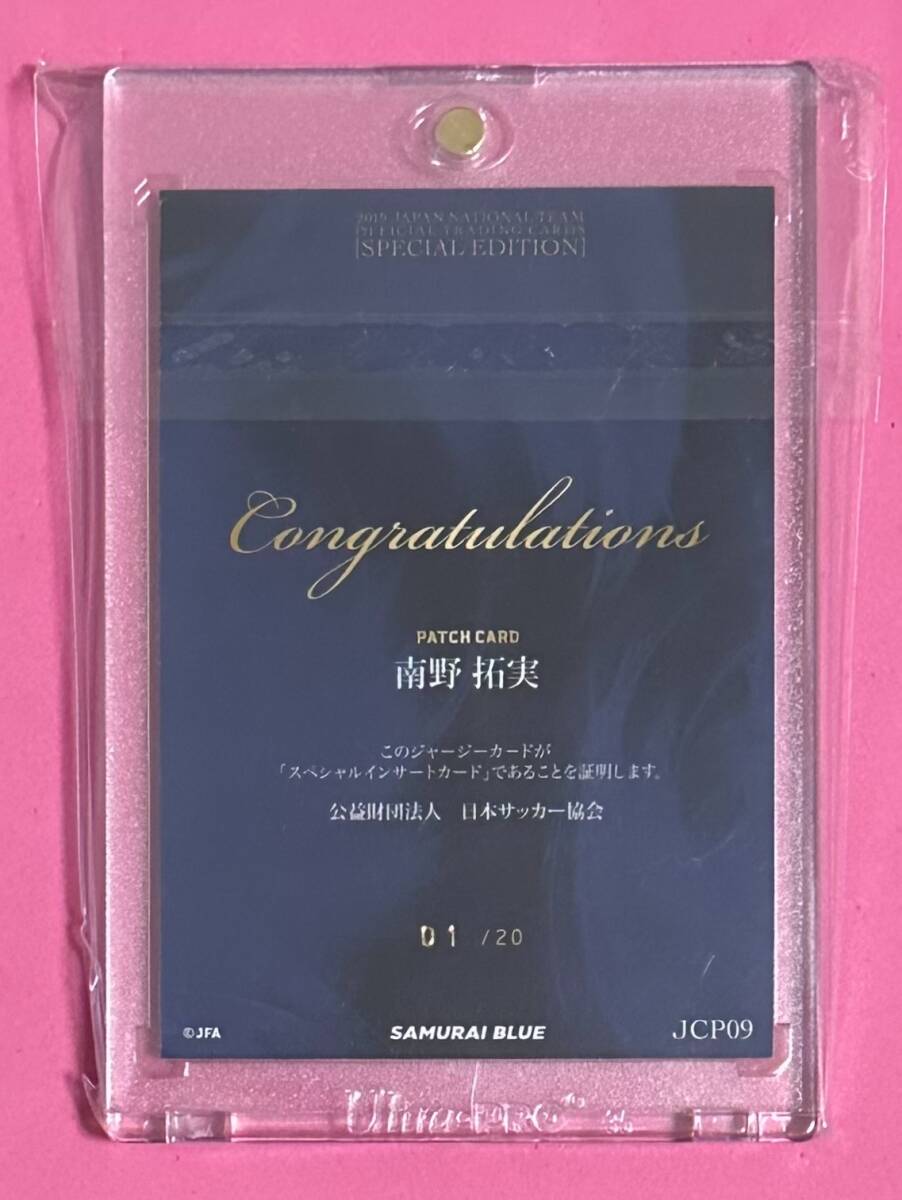 2019 JAPAN NATIONAL TEAM
OFFICIAL TRADING CARDS
[SPECIAL EDITION]
Congratulations
PATCH CARD
南野 拓実
このジャージーカードが
「スペシャルインサートカード」であることを証明します。
公益財団法人 日本サッカー協会
01 /20
©JFA
SAMURAI BLUE
JCP09
Ultra·PRO®